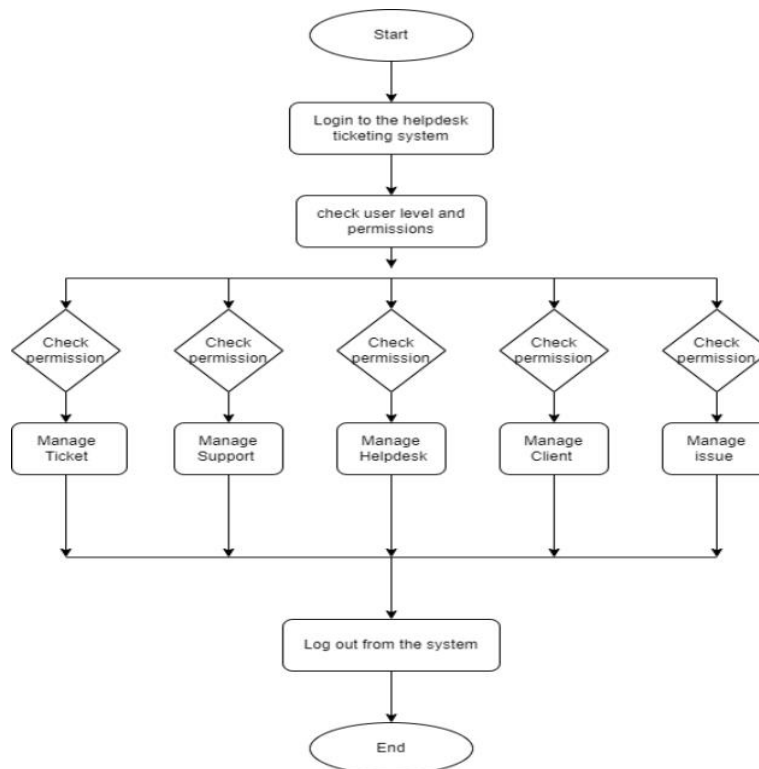 Start
Login to the helpdesk
ticketing system
check user level and
permissions
Check
permission
Check
permission
Check
permission
Check
permission
Check
permission
Manage
Ticket
Manage
Support
Manage
Helpdesk
Manage
Client
Manage
issue
Log out from the system
End